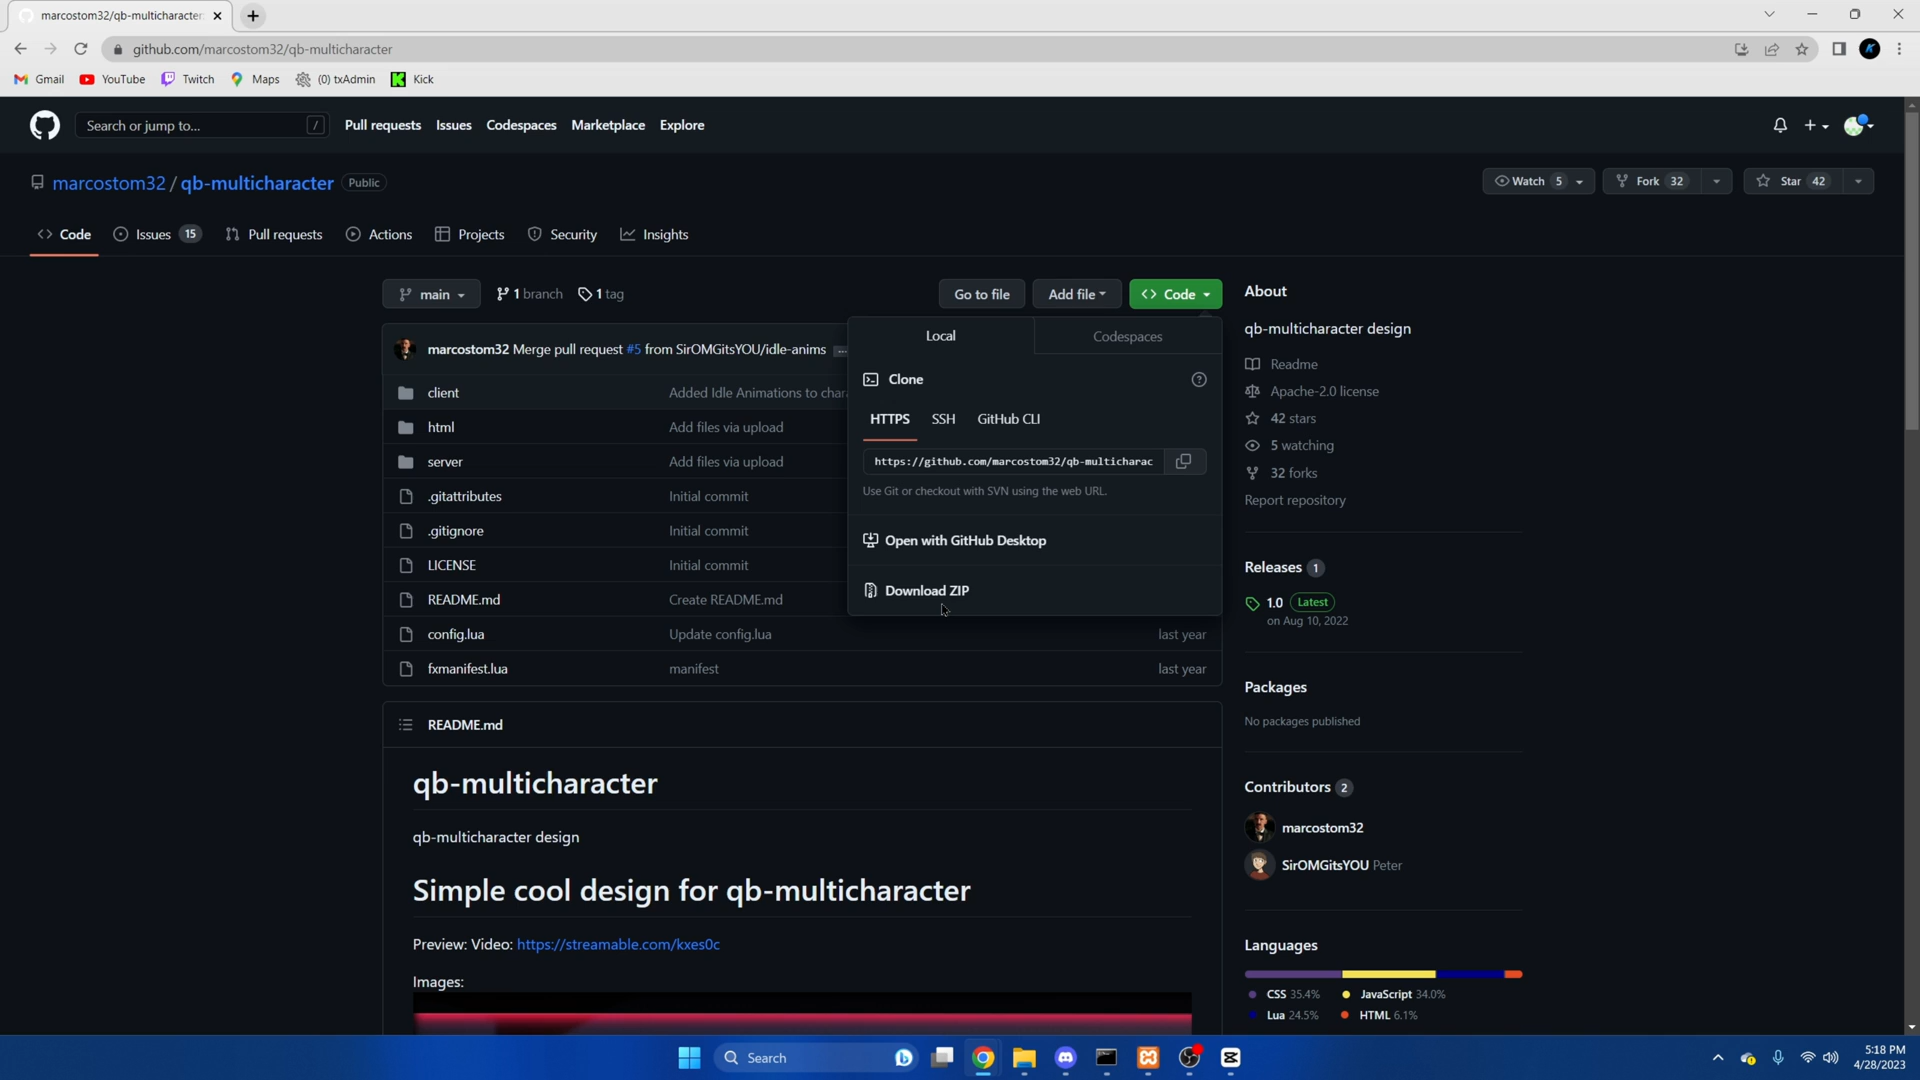 marcostom32/qb-multicharacter:
github.com/marcostom32/qb-multicharacter
Gmail
YouTube
Twitch
Maps
(0) txAdmin
Kick
Search or jump to...
/
Pull requests
Issues
Codespaces
Marketplace
Explore
marcostom32 / qb-multicharacter
Public
Watch 5
Fork 32
Star 42
Code
Issues 15
Pull requests
Actions
Projects
Security
Insights
main
1 branch
1 tag
Go to file
Add file
Code
marcostom32 Merge pull request #5 from SirOMGitsYOU/idle-anims ...
client Added Idle Animations to chara
html Add files via upload
server Add files via upload
.gitattributes Initial commit
.gitignore Initial commit
LICENSE Initial commit
README.md Create README.md
config.lua Update config.lua last year
fxmanifest.lua manifest last year
Local
Codespaces
Clone
HTTPS
SSH
GitHub CLI
https://github.com/marcostom32/qb-multicharac
Use Git or checkout with SVN using the web URL.
Open with GitHub Desktop
Download ZIP
README.md
qb-multicharacter
qb-multicharacter design
Simple cool design for qb-multicharacter
Preview: Video: https://streamable.com/kxes0c
Images:
About
qb-multicharacter design
Readme
Apache-2.0 license
42 stars
5 watching
32 forks
Report repository
Releases 1
1.0 Latest
on Aug 10, 2022
Packages
No packages published
Contributors 2
marcostom32
SirOMGitsYOU Peter
Languages
CSS 35.4%
JavaScript 34.0%
Lua 24.5%
HTML 6.1%
Search
5:18 PM
4/28/2023